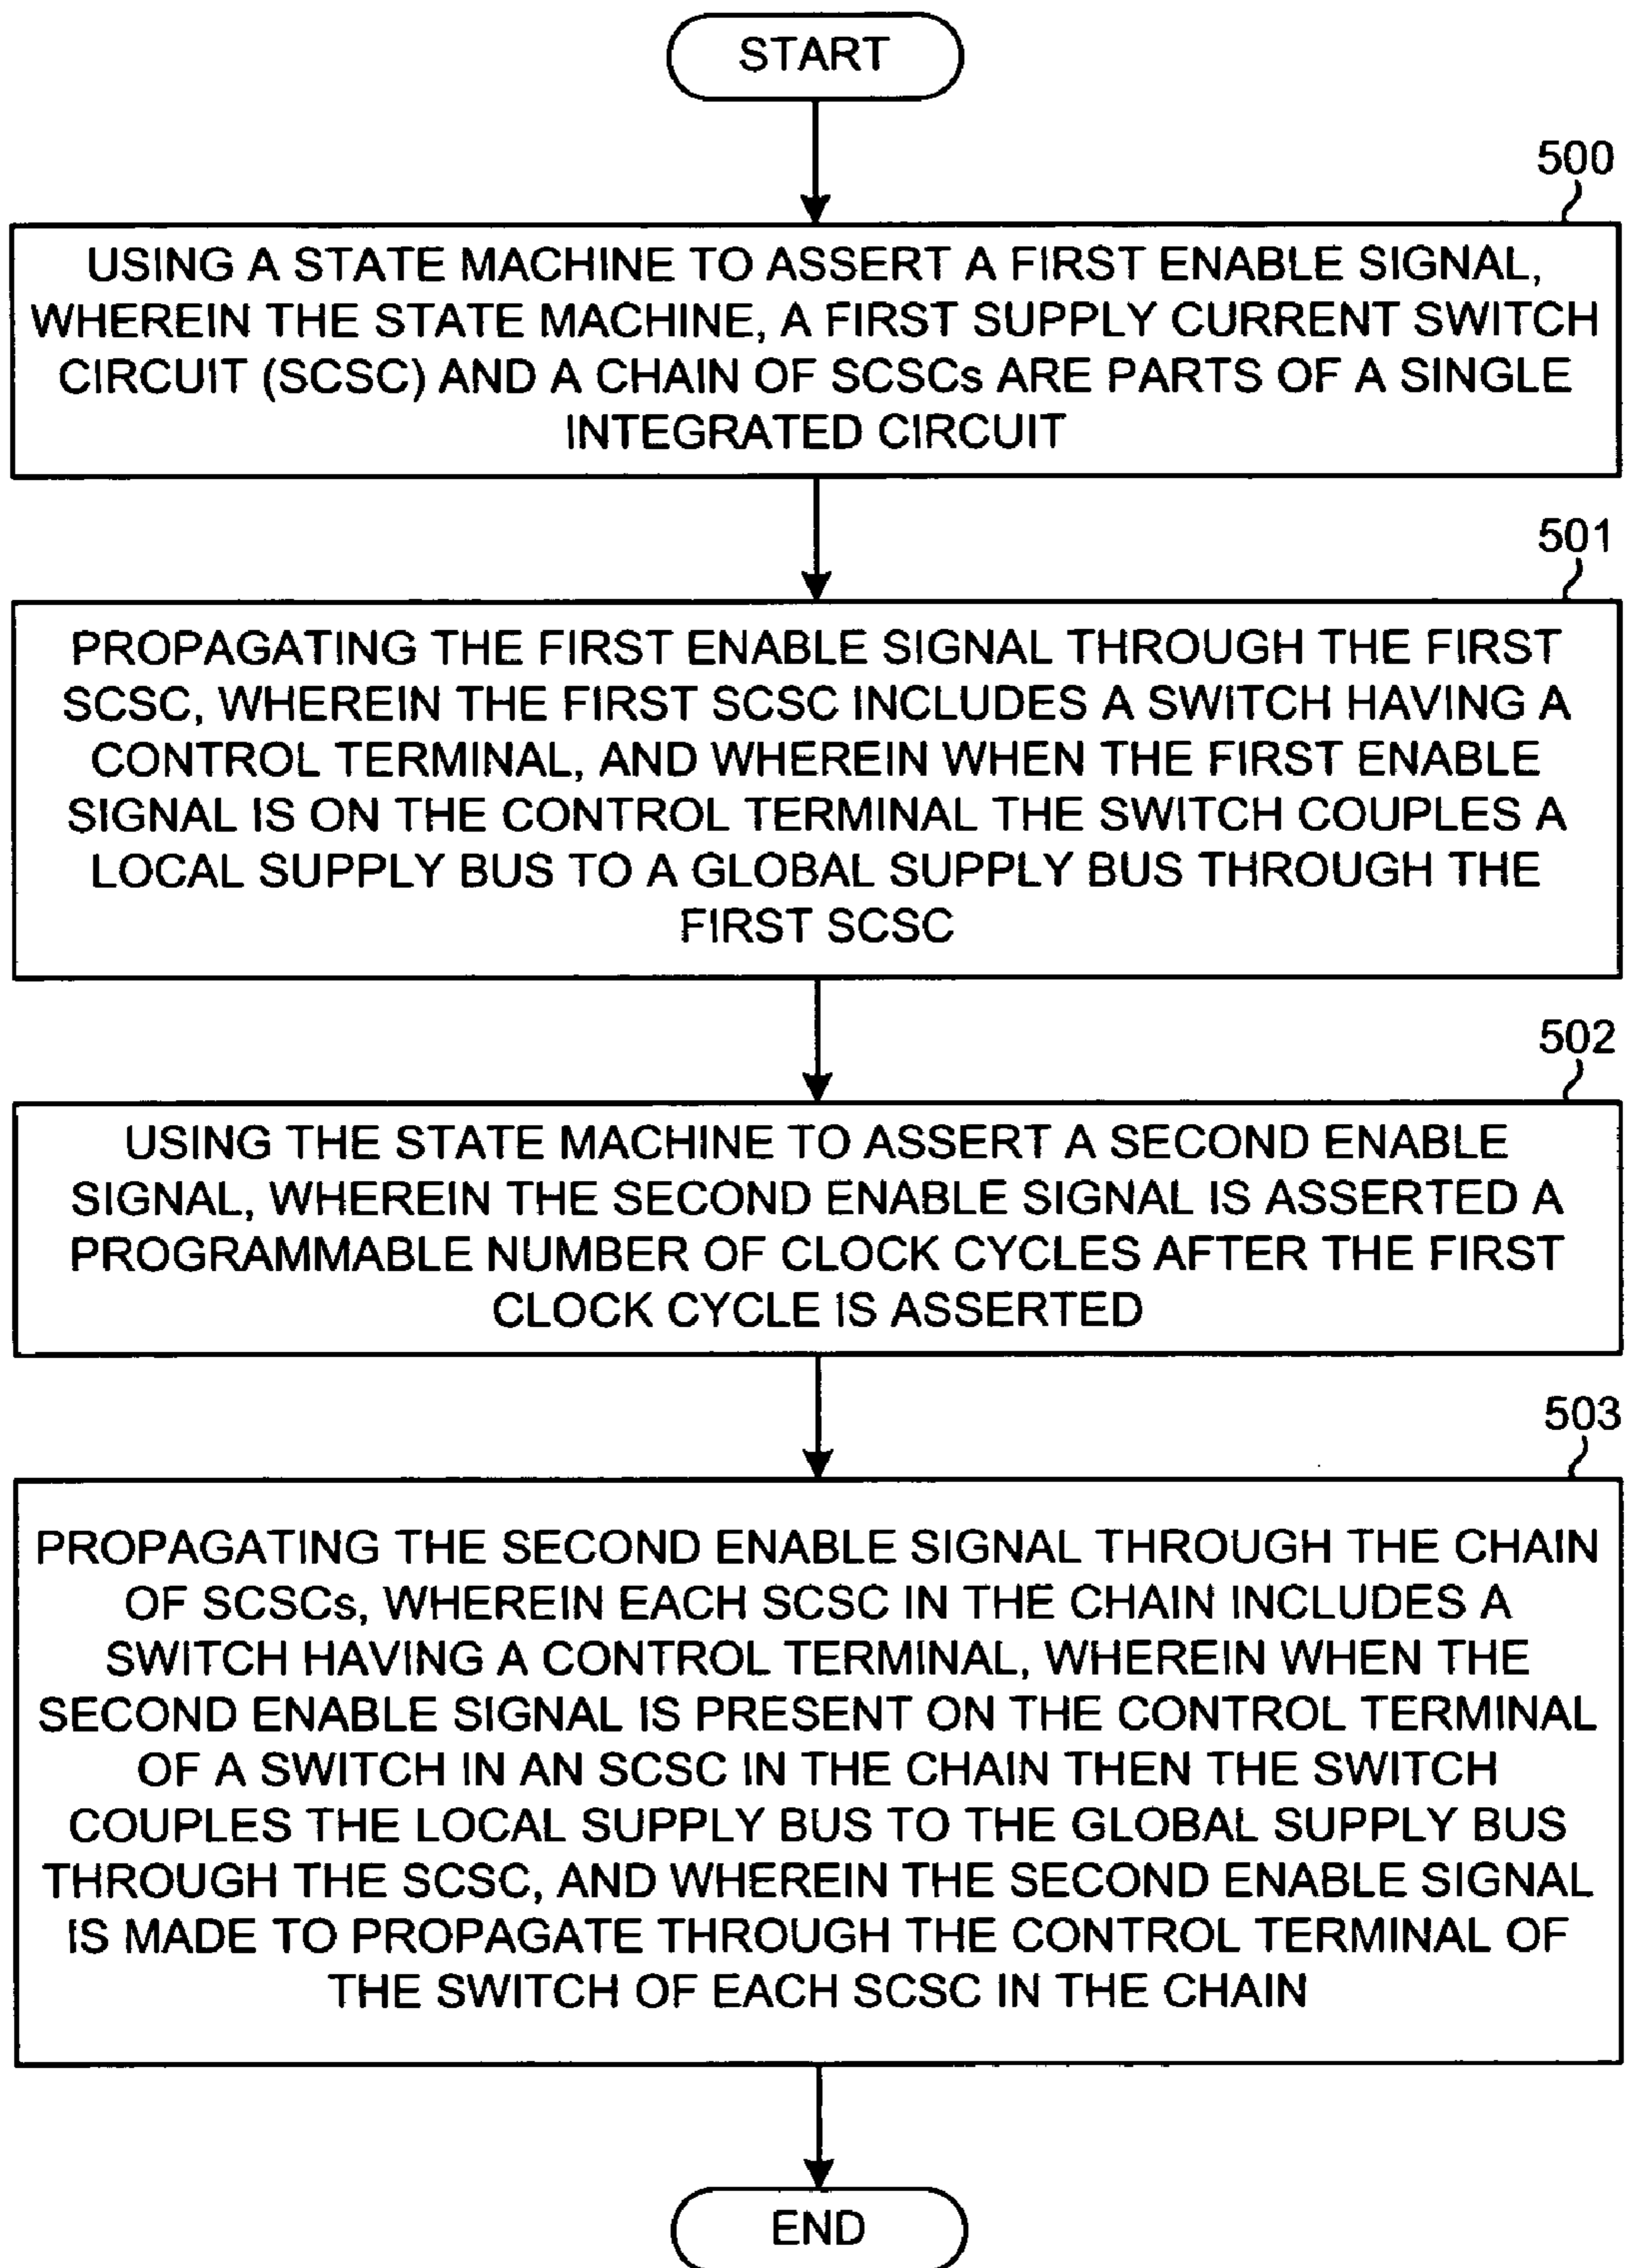 START
500
USING A STATE MACHINE TO ASSERT A FIRST ENABLE SIGNAL,
WHEREIN THE STATE MACHINE, A FIRST SUPPLY CURRENT SWITCH
CIRCUIT (SCSC) AND A CHAIN OF SCSCs ARE PARTS OF A SINGLE
INTEGRATED CIRCUIT
501
PROPAGATING THE FIRST ENABLE SIGNAL THROUGH THE FIRST
SCSC, WHEREIN THE FIRST SCSC INCLUDES A SWITCH HAVING A
CONTROL TERMINAL, AND WHEREIN WHEN THE FIRST ENABLE
SIGNAL IS ON THE CONTROL TERMINAL THE SWITCH COUPLES A
LOCAL SUPPLY BUS TO A GLOBAL SUPPLY BUS THROUGH THE
FIRST SCSC
502
USING THE STATE MACHINE TO ASSERT A SECOND ENABLE
SIGNAL, WHEREIN THE SECOND ENABLE SIGNAL IS ASSERTED A
PROGRAMMABLE NUMBER OF CLOCK CYCLES AFTER THE FIRST
CLOCK CYCLE IS ASSERTED
503
PROPAGATING THE SECOND ENABLE SIGNAL THROUGH THE CHAIN
OF SCSCs, WHEREIN EACH SCSC IN THE CHAIN INCLUDES A
SWITCH HAVING A CONTROL TERMINAL, WHEREIN WHEN THE
SECOND ENABLE SIGNAL IS PRESENT ON THE CONTROL TERMINAL
OF A SWITCH IN AN SCSC IN THE CHAIN THEN THE SWITCH
COUPLES THE LOCAL SUPPLY BUS TO THE GLOBAL SUPPLY BUS
THROUGH THE SCSC, AND WHEREIN THE SECOND ENABLE SIGNAL
IS MADE TO PROPAGATE THROUGH THE CONTROL TERMINAL OF
THE SWITCH OF EACH SCSC IN THE CHAIN
END